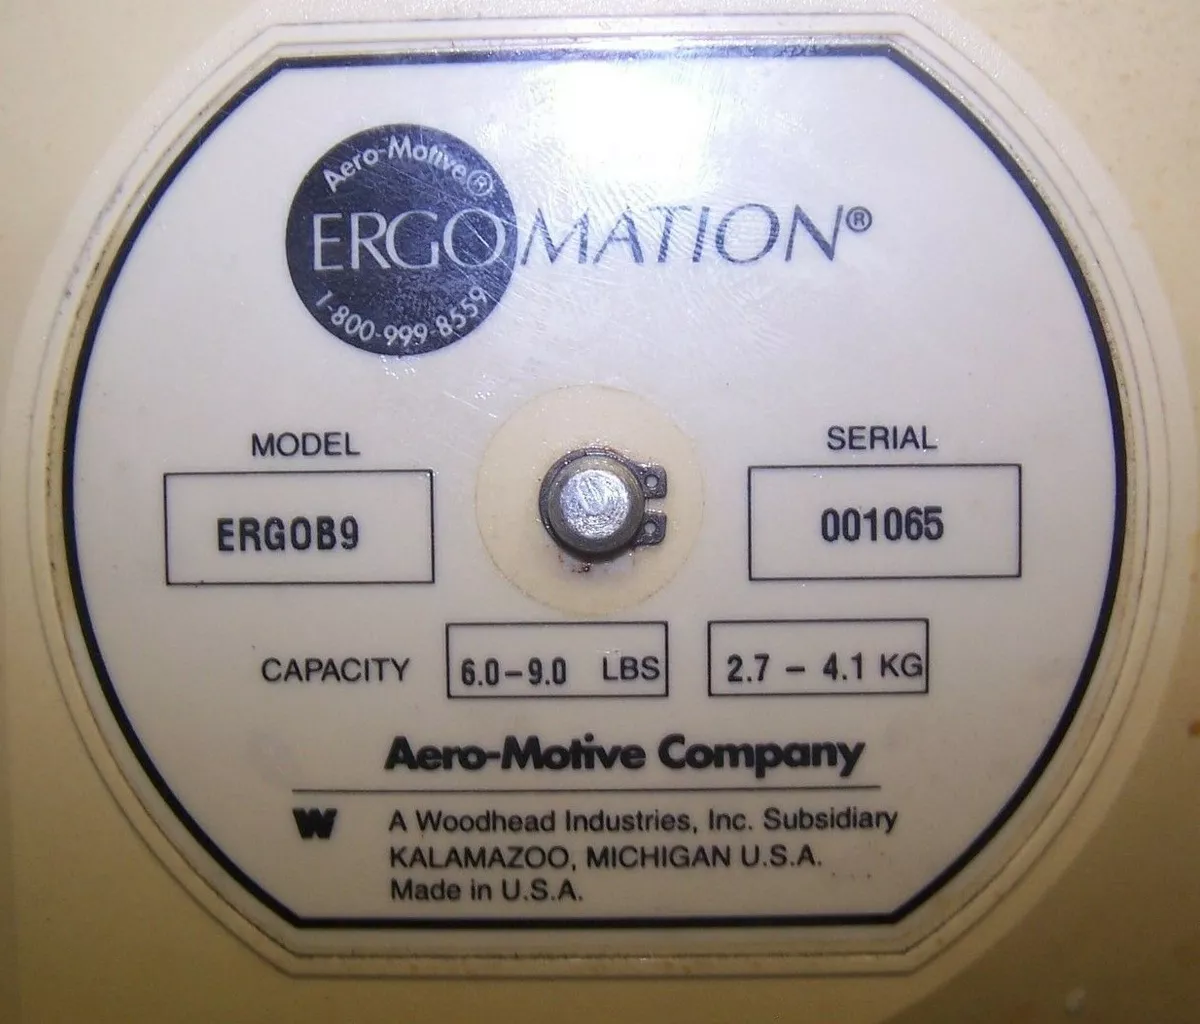 Aero-Motive®
ERGOMATION®
1-800-999-8559
MODEL
ERGOB9
SERIAL
001065
CAPACITY 6.0-9.0 LBS 2.7 - 4.1 KG
Aero-Motive Company
W A Woodhead Industries, Inc. Subsidiary
KALAMAZOO, MICHIGAN U.S.A.
Made in U.S.A.